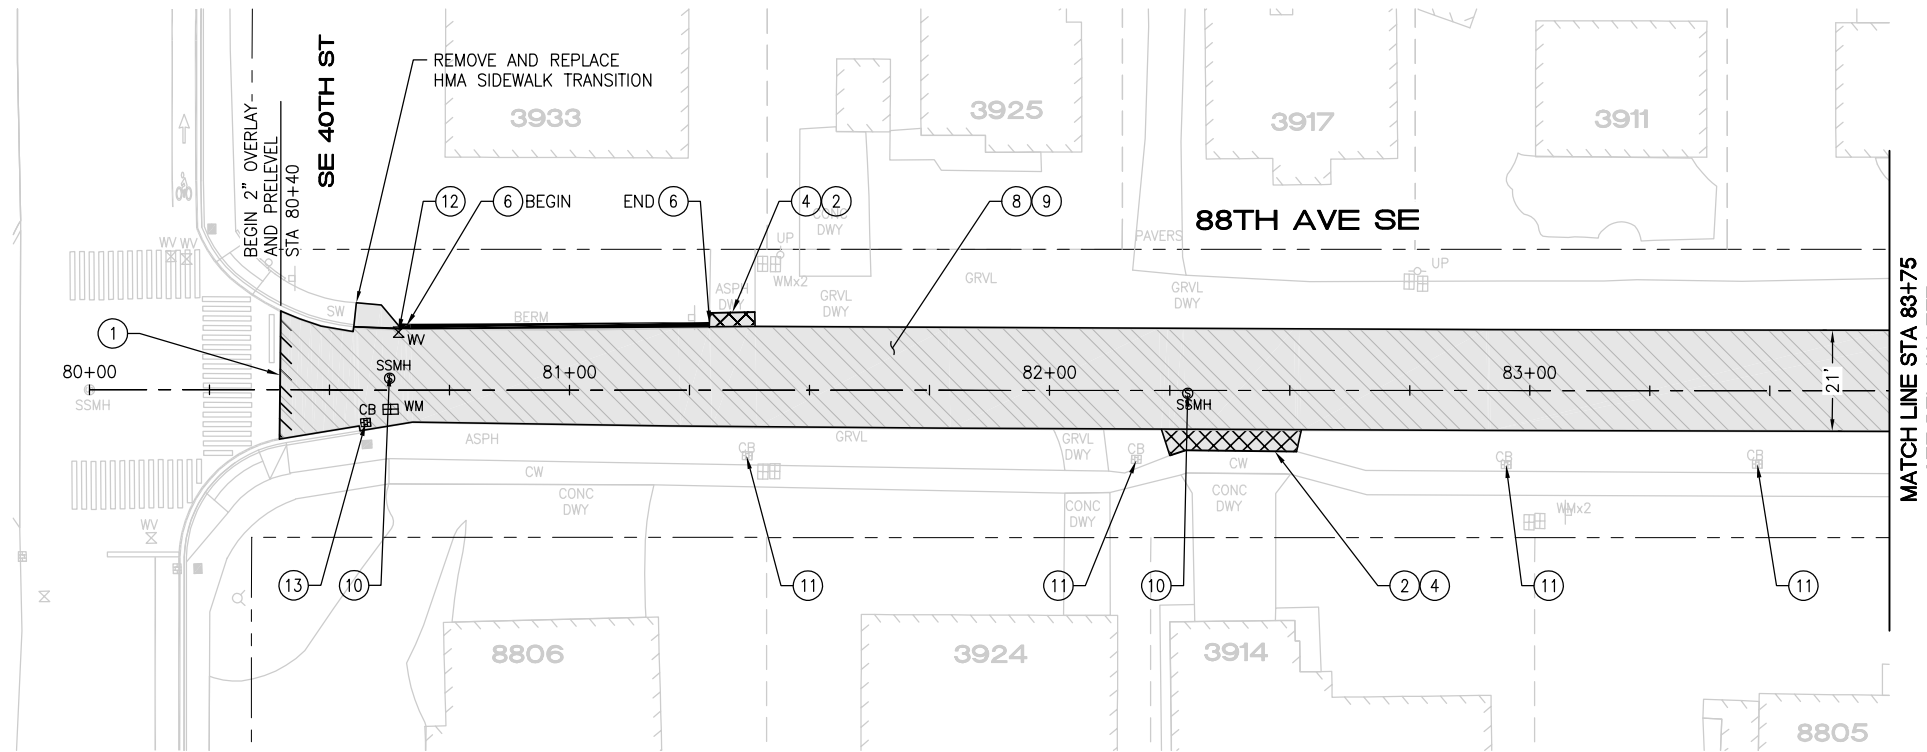 REMOVE AND REPLACE
HMA SIDEWALK TRANSITION
SE 40TH ST
BEGIN 2" OVERLAY
AND PRELEVEL
STA 80+40
3933
3925
3917
3911
12
6 BEGIN
END 6
4 2
8 9
88TH AVE SE
CONC
DWY
UP
WMx2
PAVERS
UP
WV WV
GRVL
ASPH
DWY
GRVL
DWY
GRVL
DWY
SW
BERM
WV
1
80+00
SSMH
SSMH
81+00
82+00
83+00
21'
MATCH LINE STA 83+75
CB
WM
SSMH
ASPH
GRVL
CB
GRVL
DWY
CB
CW
CB
CB
CW
CONC
DWY
CONC
DWY
CONC
DWY
WMx2
WV
13
10
11
11
10
2 4
11
11
8806
3924
3914
8805